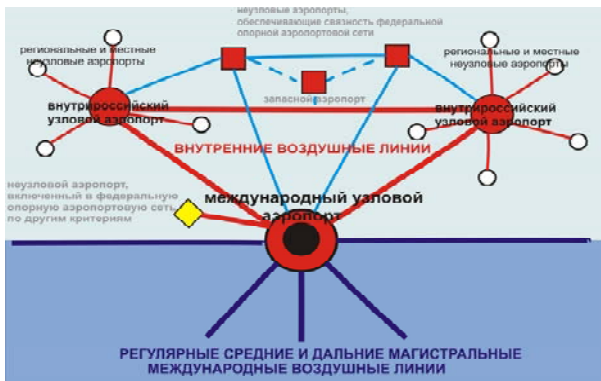 неузловые аэропорты,
обеспечивающие связность федеральной
опорной аэропортовой сети
региональные и местные
неузловые аэропорты
региональные и местные
неузловые аэропорты
запасной аэропорт
внутрироссийский
узловой аэропорт
внутрироссийский
узловой аэропорт
ВНУТРЕННИЕ ВОЗДУШНЫЕ ЛИНИИ
неузловой аэропорт,
включенный в федеральную
опорную аэропортовую сеть
по другим критериям
международный узловой
аэропорт
РЕГУЛЯРНЫЕ СРЕДНИЕ И ДАЛЬНИЕ МАГИСТРАЛЬНЫЕ
МЕЖДУНАРОДНЫЕ ВОЗДУШНЫЕ ЛИНИИ